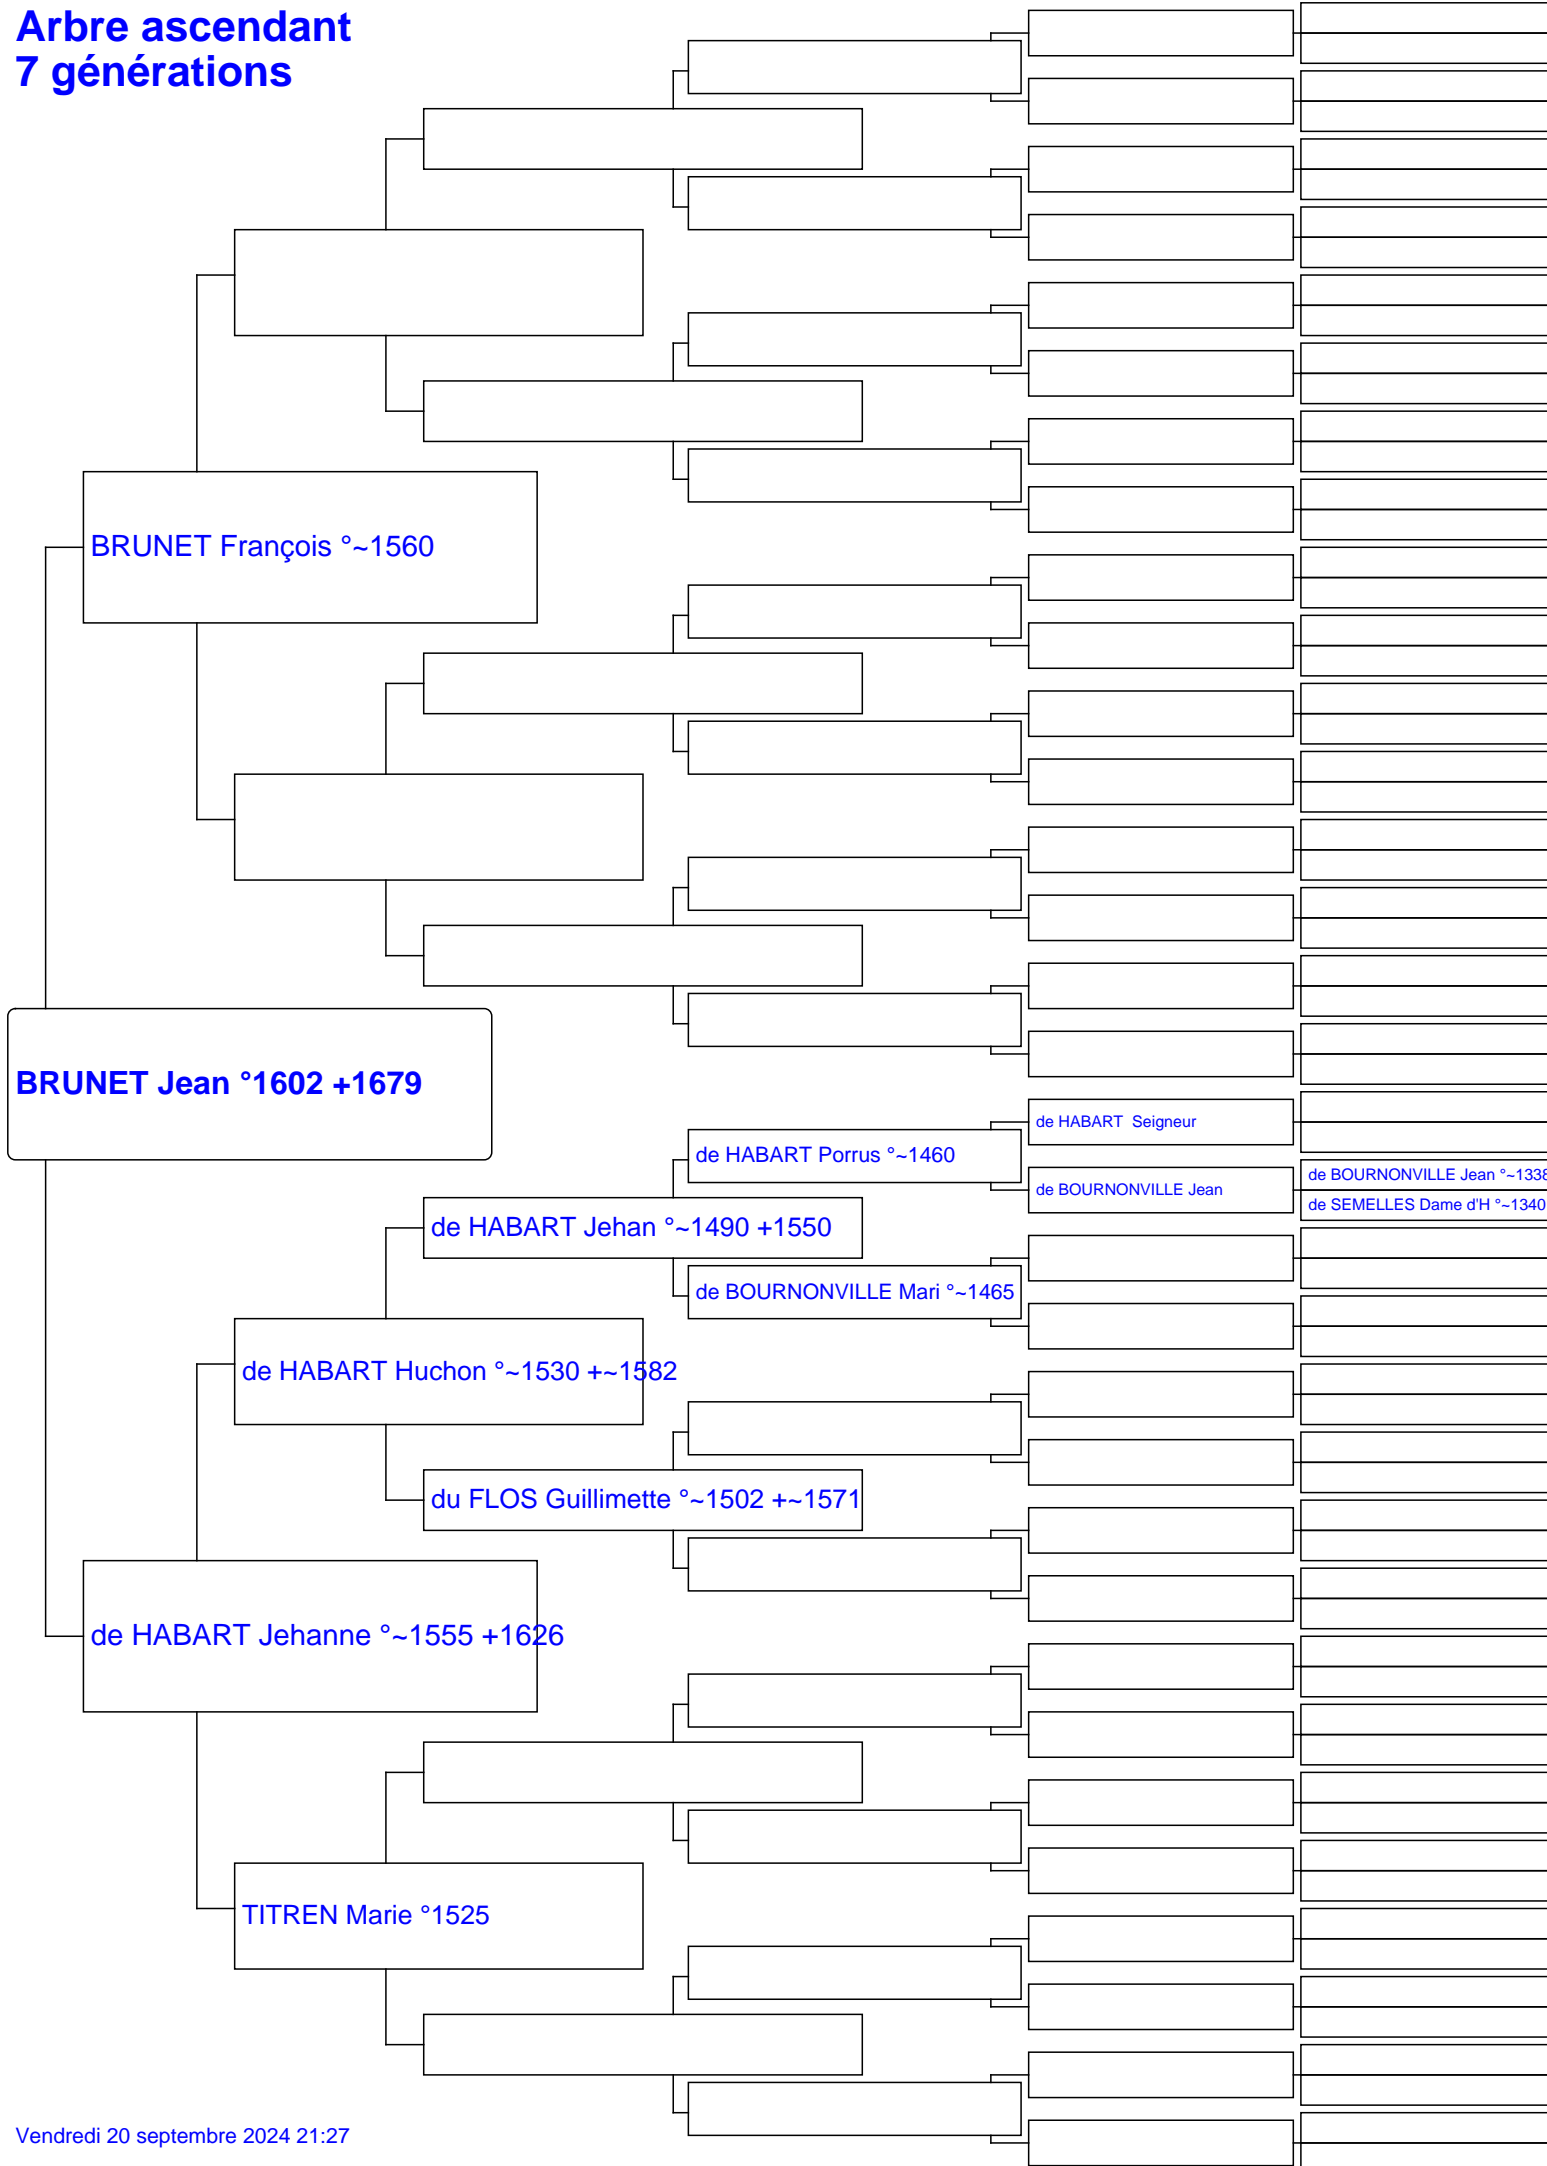 Arbre ascendant
7 générations
BRUNET François °~1560
BRUNET Jean °1602 +1679
de HABART Seigneur
de HABART Porrus °~1460
de BOURNONVILLE Jean °~1338
de BOURNONVILLE Jean
de SEMELLES Dame d'H °~1340
de HABART Jehan °~1490 +1550
de BOURNONVILLE Mari °~1465
de HABART Huchon °~1530 +~1582
du FLOS Guillimette °~1502 +~1571
de HABART Jehanne °~1555 +1626
TITREN Marie °1525
Vendredi 20 septembre 2024 21:27